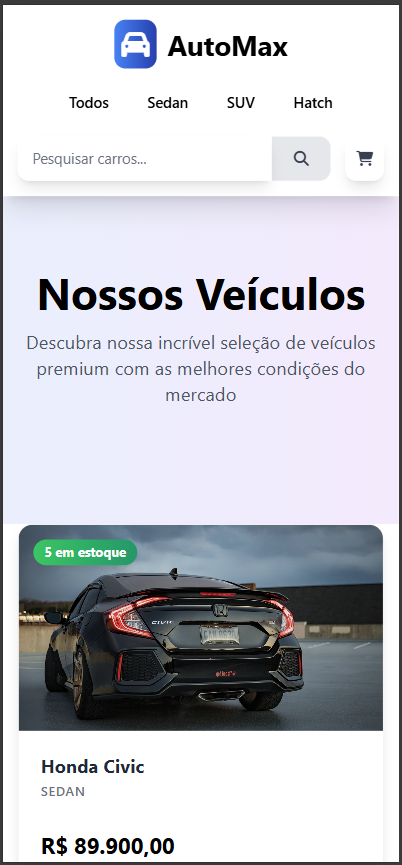 AutoMax
Todos Sedan SUV Hatch
Pesquisar carros...
Nossos Veículos
Descubra nossa incrível seleção de veículos
premium com as melhores condições do
mercado
5 em estoque
CIVIC
Honda Civic
SEDAN
R$ 89.900,00